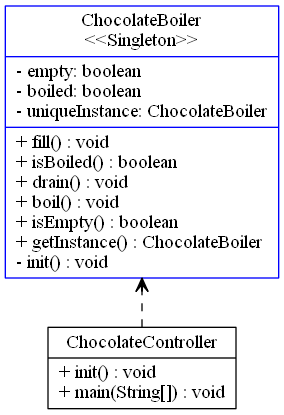 ChocolateBoiler
<<Singleton>>
- empty: boolean
- boiled: boolean
- uniqueInstance: ChocolateBoiler
+ fill() : void
+ isBoiled() : boolean
+ drain() : void
+ boil() : void
+ isEmpty() : boolean
+ getInstance() : ChocolateBoiler
- init() : void
ChocolateController
+ init() : void
+ main(String[]) : void